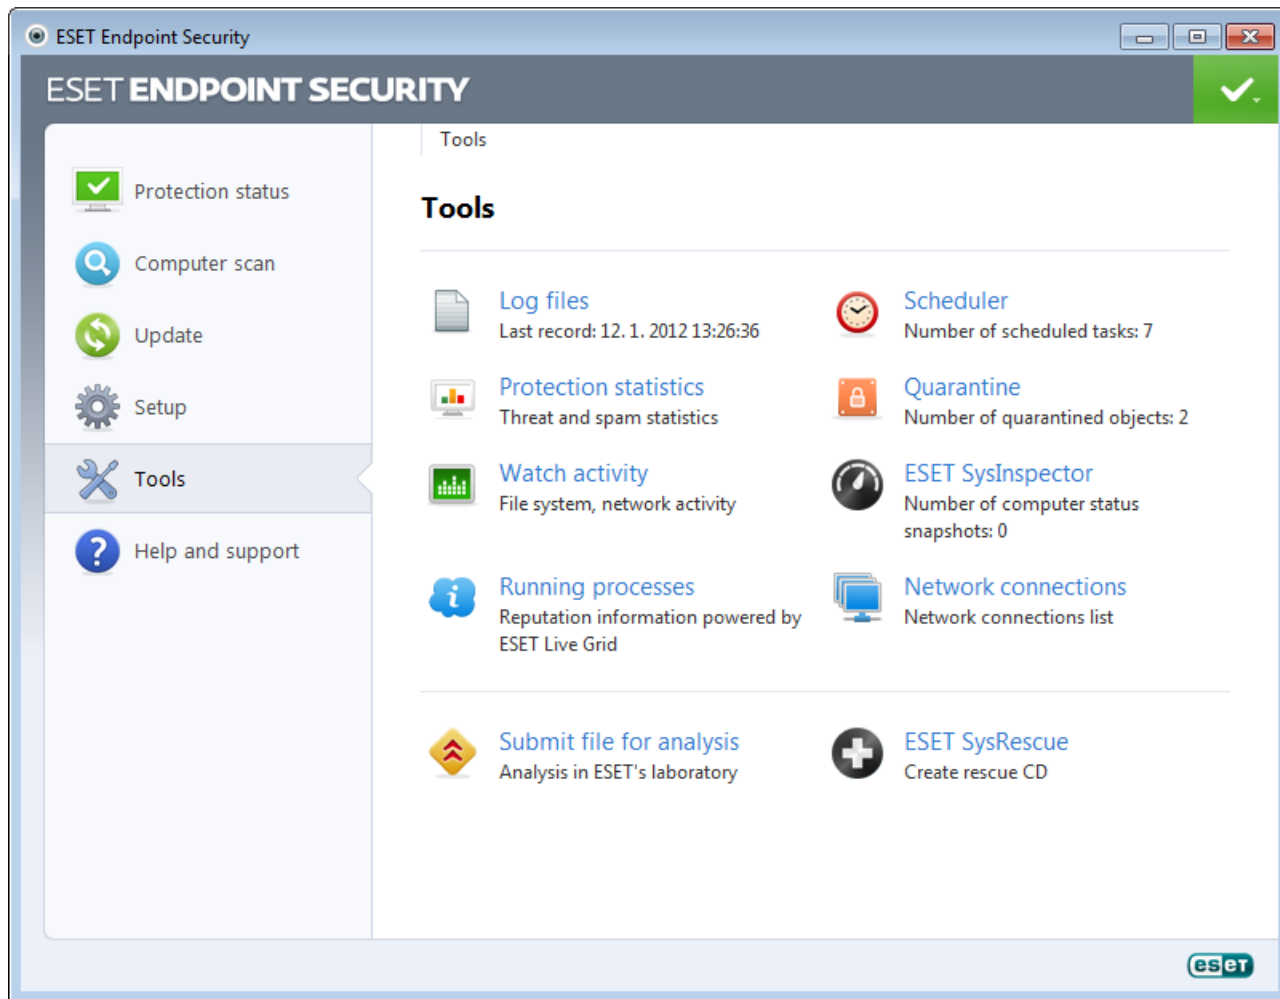 ESET Endpoint Security
ESET ENDPOINT SECURITY
Protection status
Computer scan
Update
Setup
Tools
Help and support
Tools
Tools
Log files
Last record: 12. 1. 2012 13:26:36
Scheduler
Number of scheduled tasks: 7
Protection statistics
Threat and spam statistics
Quarantine
Number of quarantined objects: 2
Watch activity
File system, network activity
ESET SysInspector
Number of computer status
snapshots: 0
Running processes
Reputation information powered by
ESET Live Grid
Network connections
Network connections list
Submit file for analysis
Analysis in ESET's laboratory
ESET SysRescue
Create rescue CD
eset